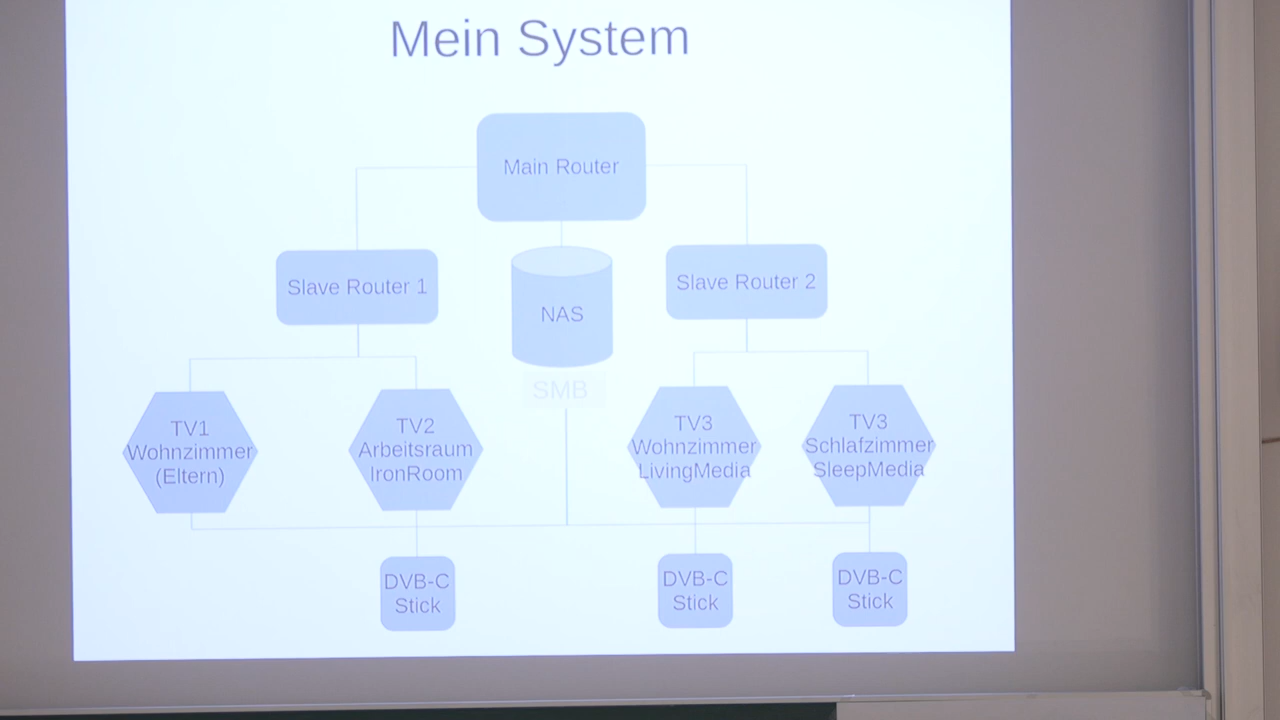 Mein System
Main Router
Slave Router 1
NAS
Slave Router 2
SMB
TV1
Wohnzimmer
(Eltern)
TV2
Arbeitsraum
IronRoom
TV3
Wohnzimmer
LivingMedia
TV3
Schlafzimmer
SleepMedia
DVB-C
Stick
DVB-C
Stick
DVB-C
Stick